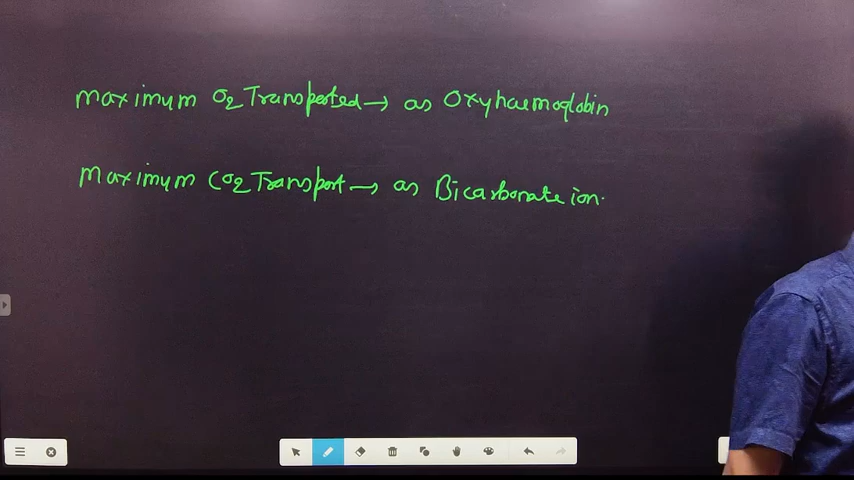 maximum O2 Transported → as Oxyhaemoglobin
maximum CO2 Transport → as Bicarbonate ion.